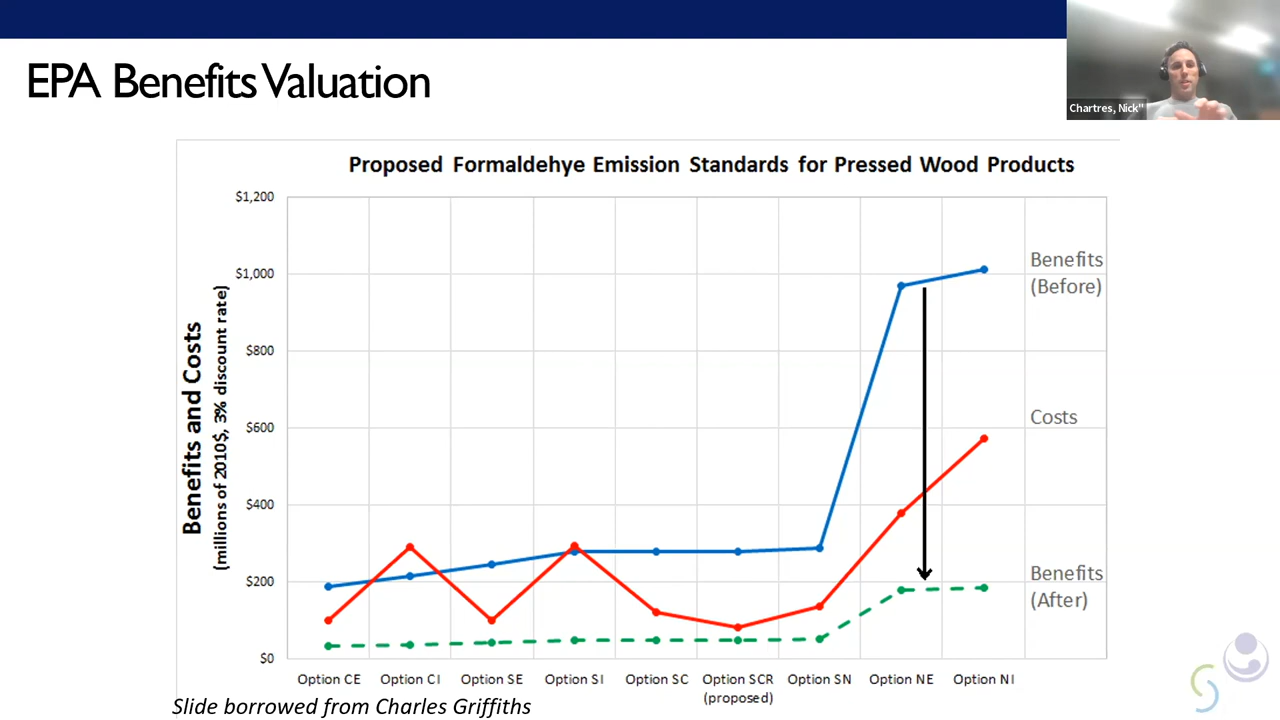 EPA Benefits Valuation
Chartres, Nick"
Proposed Formaldehye Emission Standards for Pressed Wood Products
Benefits and Costs
(millions of 2010$, 3% discount rate)
$1,200
$1,000
$800
$600
$400
$200
$0
Benefits
(Before)
Costs
Benefits
(After)
Option CE
Option CI
Option SE
Option SI
Option SC
Option SCR
(proposed)
Option SN
Option NE
Option NI
Slide borrowed from Charles Griffiths